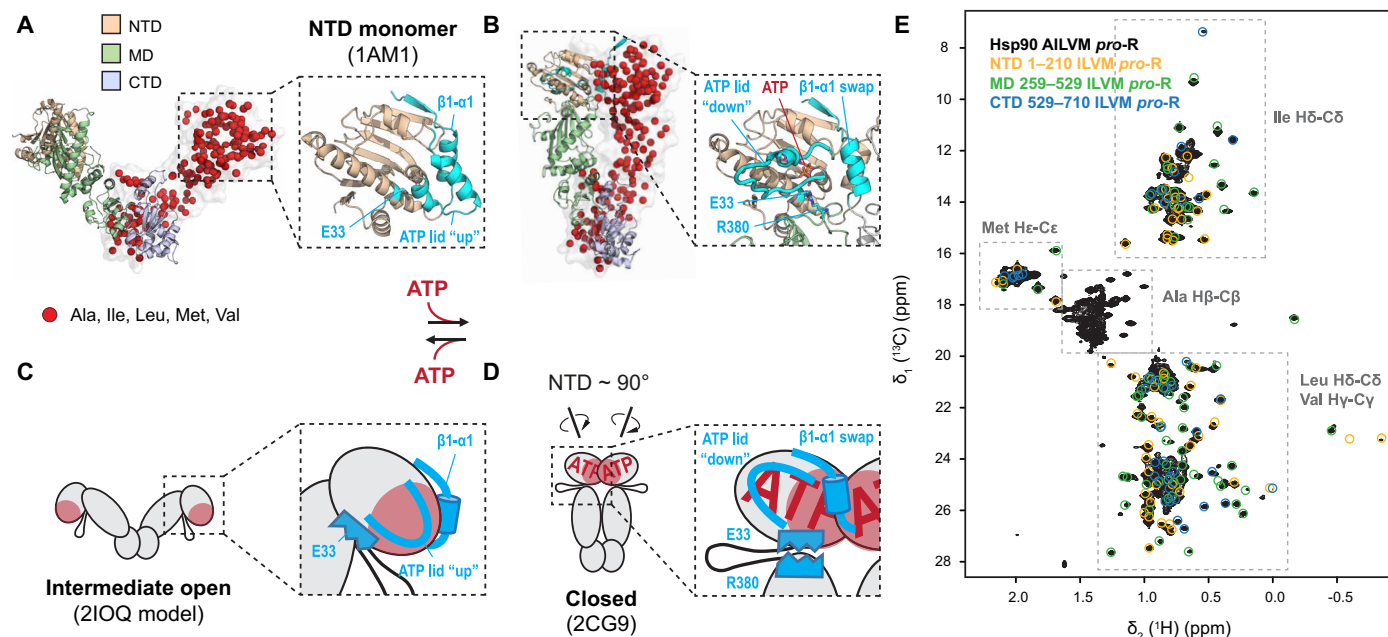 A
NTD
MD
CTD
NTD monomer
(1AM1)
β1-α1
E33
ATP lid “up”
Ala, Ile, Leu, Met, Val
B
ATP lid
“down”
ATP
β1-α1 swap
E33
R380
ATP
ATP
C
β1-α1
E33
ATP lid “up”
Intermediate open
(2IOQ model)
D
NTD ~ 90°
ATP
ATP
Closed
(2CG9)
ATP lid
“down”
β1-α1 swap
ATP
A
E33
R380
E
Hsp90 AILVM pro-R
NTD 1–210 ILVM pro-R
MD 259–529 ILVM pro-R
CTD 529–710 ILVM pro-R
Ile Hδ-Cδ
Met Hε-Cε
Ala Hβ-Cβ
Leu Hδ-Cδ
Val Hγ-Cγ
8
10
12
14
16
18
20
22
24
26
28
δ₁ (¹³C) (ppm)
2.0
1.5
1.0
0.5
0.0
-0.5
δ₂ (¹H) (ppm)